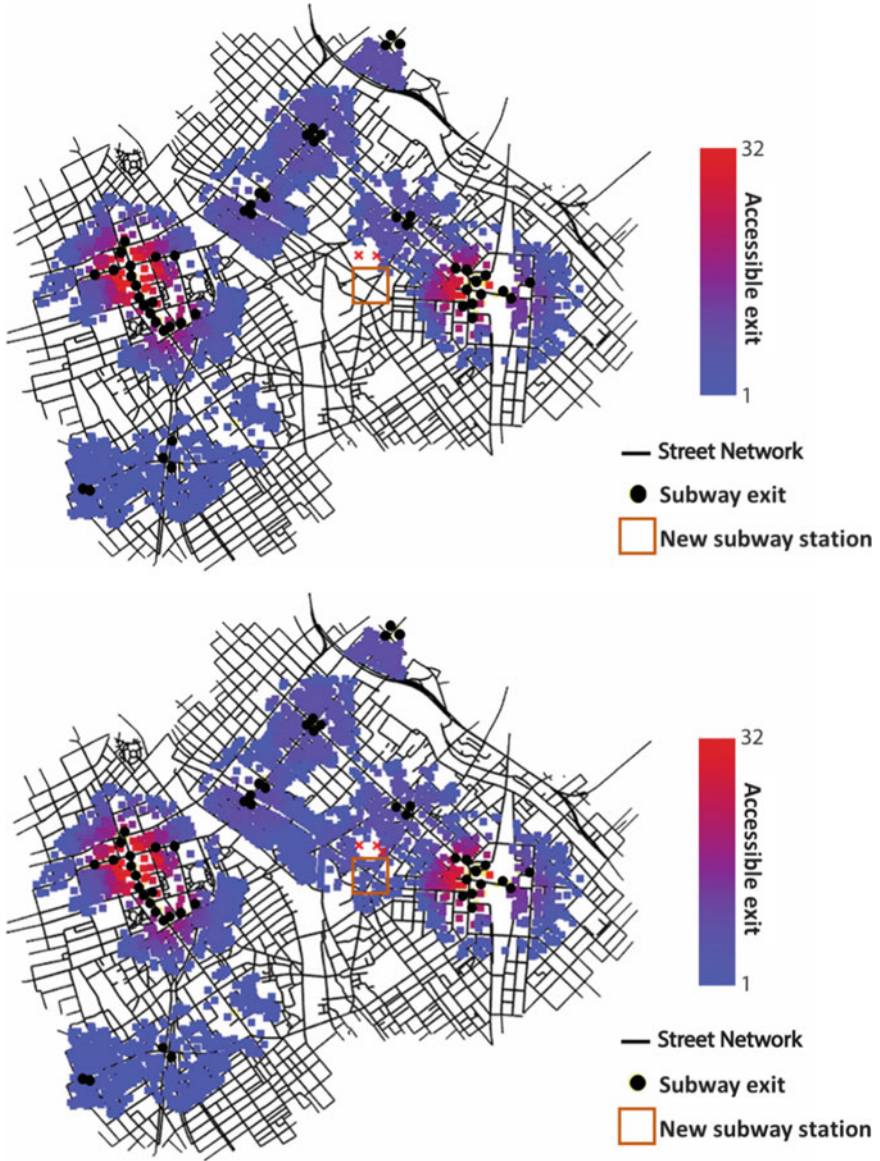 32
Accessible exit
1
Street Network
Subway exit
New subway station
32
Accessible exit
1
Street Network
Subway exit
New subway station